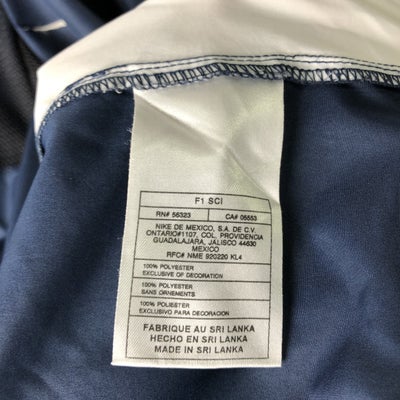 F1 SCI
RN# 56323 CA# 05553
NIKE DE MEXICO, S.A. DE C.V.
ONTARIO#1107, COL. PROVIDENCIA
GUADALAJARA, JALISCO 44630
MEXICO
RFC# NME 920220 KL4
100% POLYESTER
EXCLUSIVE OF DECORATION
100% POLYESTER
SANS ORNEMENTS
100% POLIESTER
EXCLUSIVO PARA DECORACION
FABRIQUE AU SRI LANKA
HECHO EN SRI LANKA
MADE IN SRI LANKA